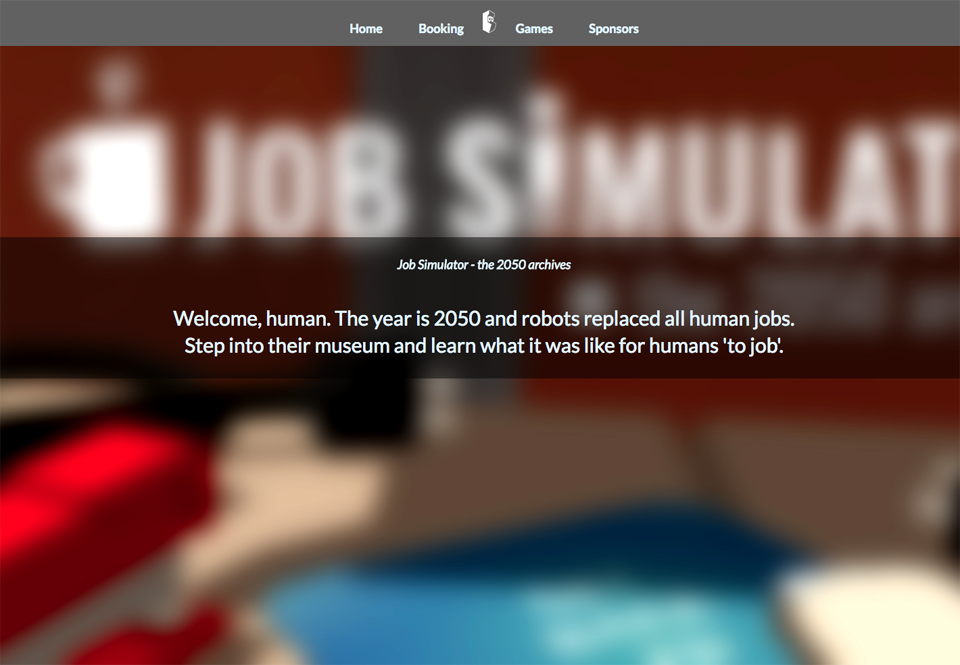 Home Booking Games Sponsors
JOB SIMULAT
Job Simulator - the 2050 archives
Welcome, human. The year is 2050 and robots replaced all human jobs.
Step into their museum and learn what it was like for humans 'to job'.